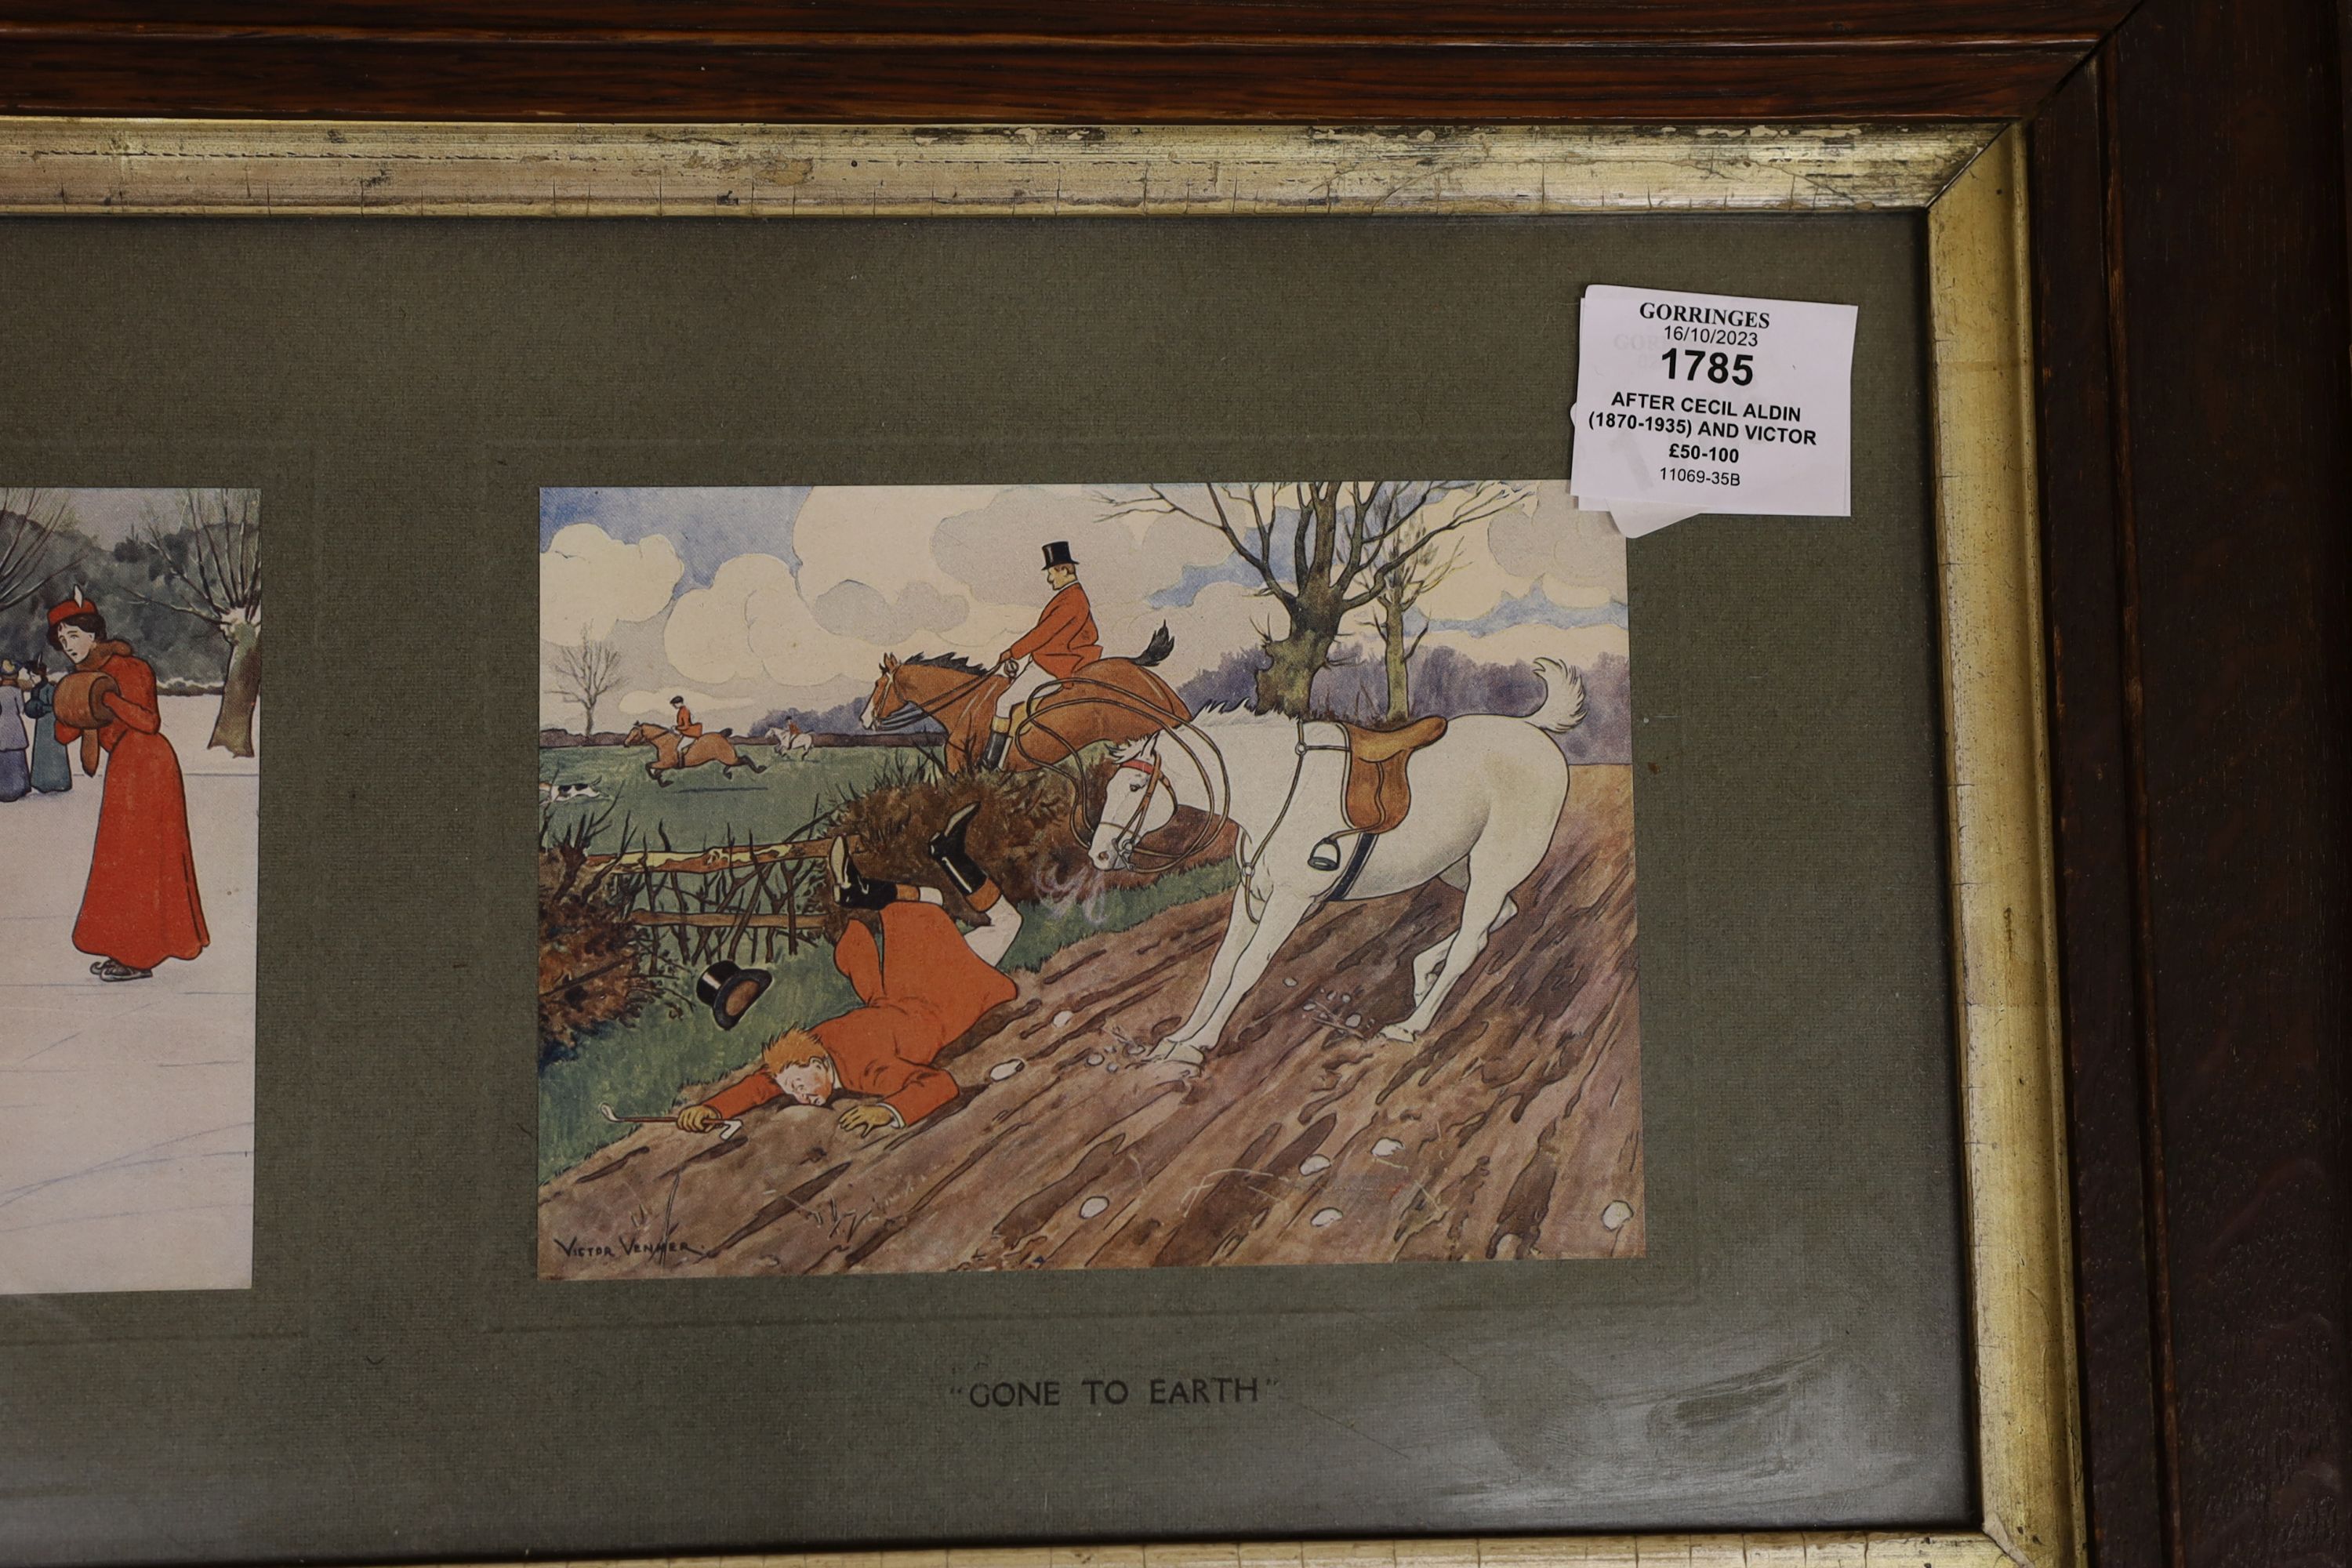 GORRINGES
16/10/2023
1785
AFTER CECIL ALDIN
(1870-1935) AND VICTOR
£50-100
11069-35B
VICTOR VENNER.
"GONE TO EARTH"